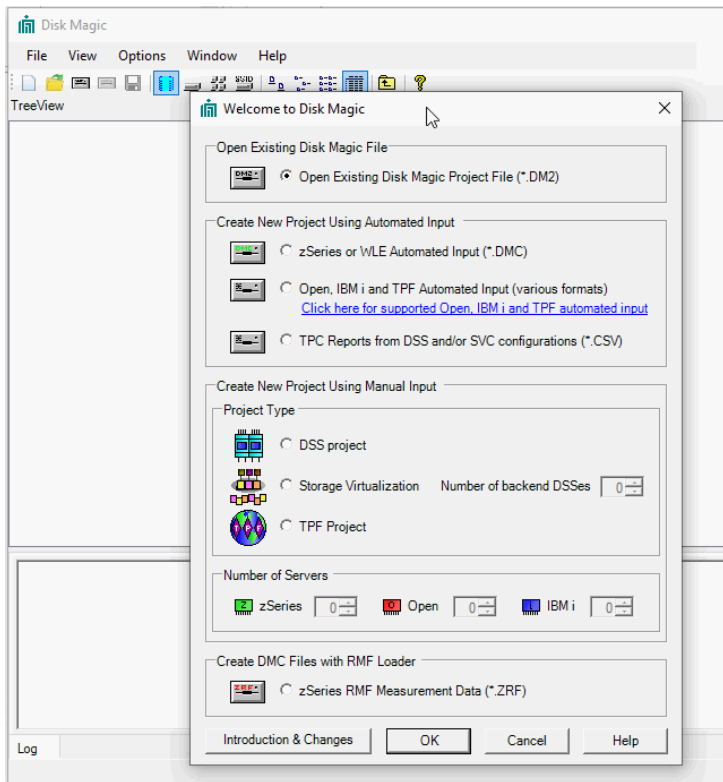 Disk Magic
File View Options Window Help
SSID
TreeView
Welcome to Disk Magic
Open Existing Disk Magic File
DM2 Open Existing Disk Magic Project File (*.DM2)
Create New Project Using Automated Input
DMC zSeries or WLE Automated Input (*.DMC)
Open, IBM i and TPF Automated Input (various formats)
Click here for supported Open, IBM i and TPF automated input
TPC Reports from DSS and/or SVC configurations (*.CSV)
Create New Project Using Manual Input
Project Type
DSS project
Storage Virtualization Number of backend DSSes 0
TPF TPF Project
Number of Servers
Z zSeries 0 O Open 0 i IBM i 0
Create DMC Files with RMF Loader
ZRF zSeries RMF Measurement Data (*.ZRF)
Introduction & Changes OK Cancel Help
Log